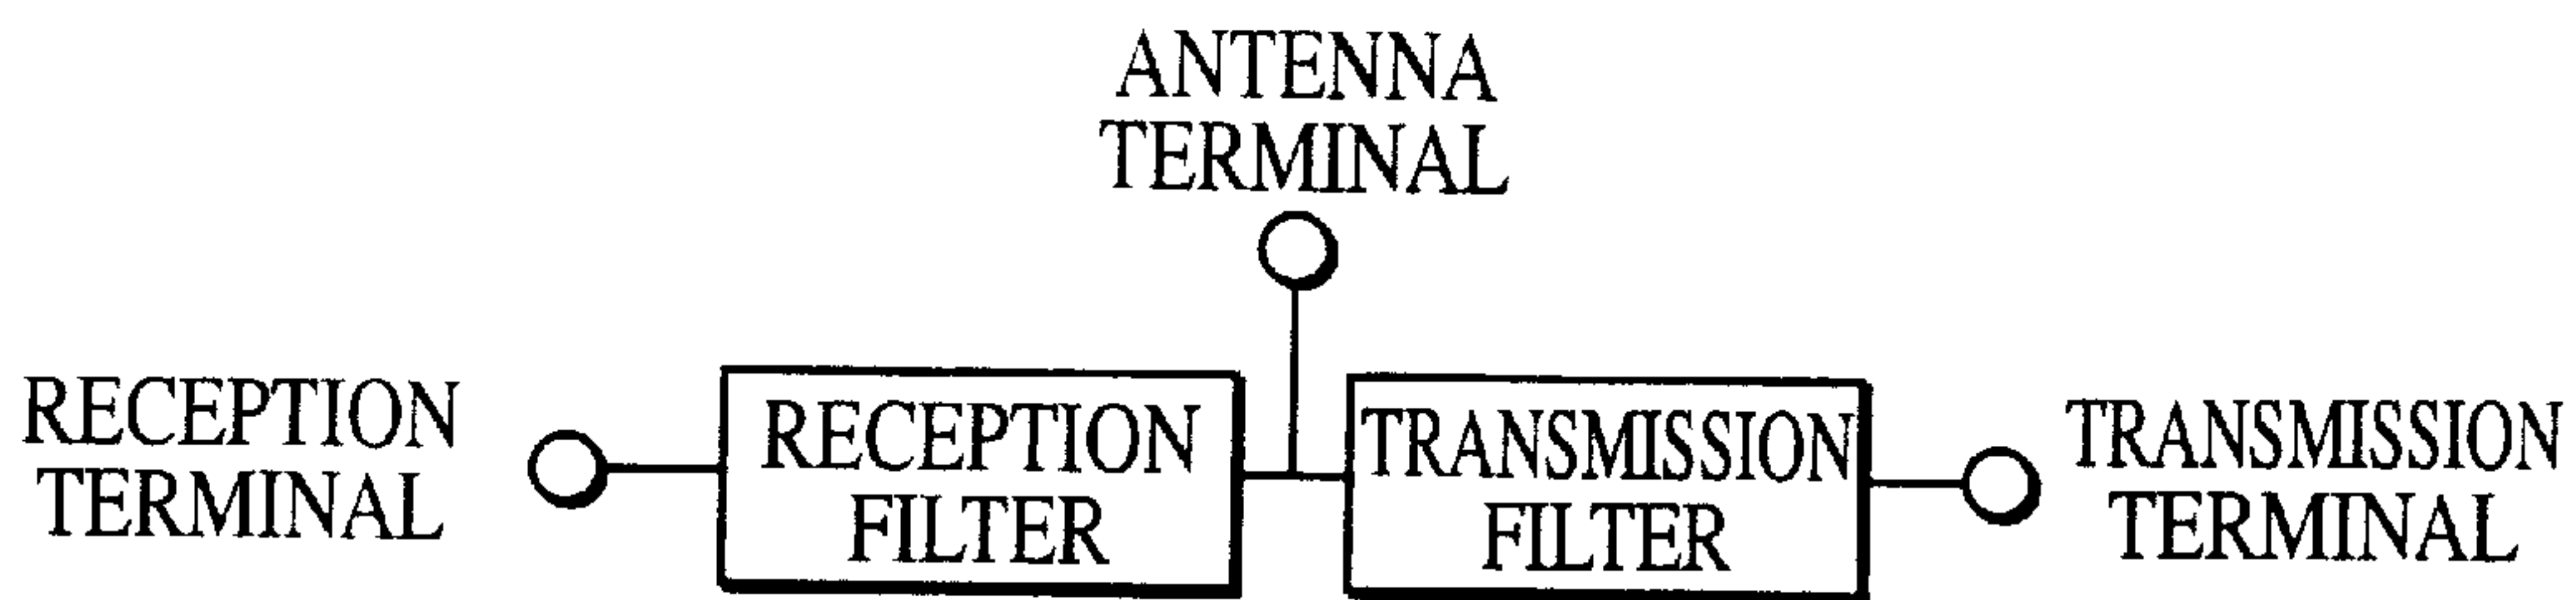 ANTENNA
TERMINAL
RECEPTION
TERMINAL
RECEPTION
FILTER
TRANSMISSION
FILTER
TRANSMISSION
TERMINAL